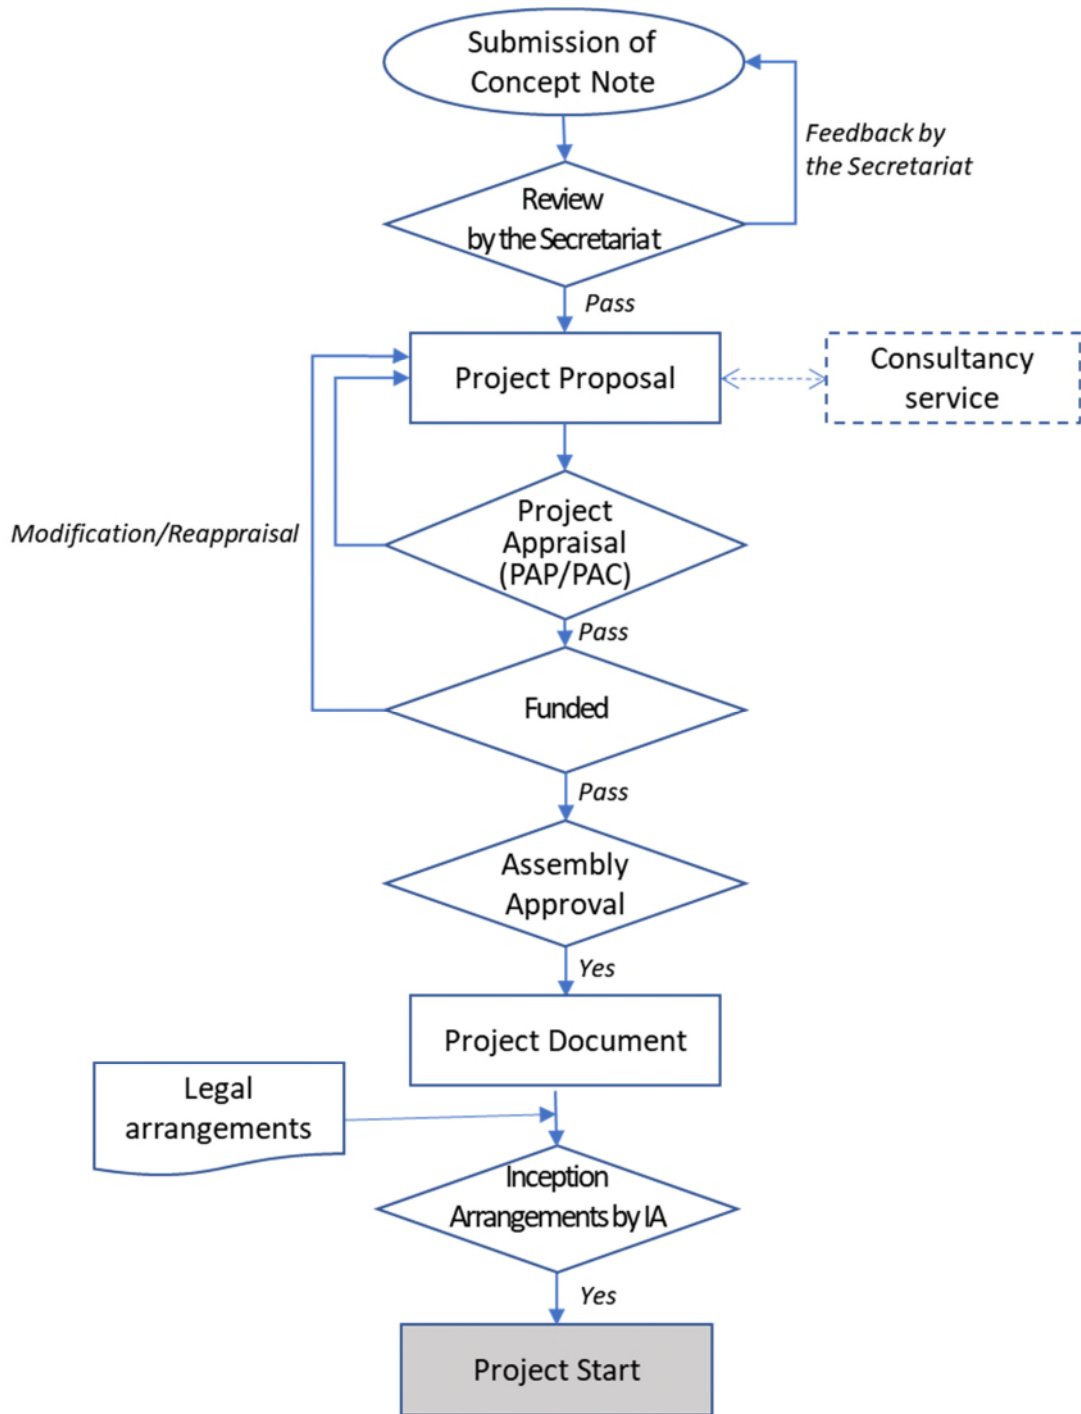 Submission of
Concept Note
Feedback by
the Secretariat
Review
by the Secretariat
Pass
Project Proposal
Consultancy
service
Modification/Reappraisal
Project
Appraisal
(PAP/PAC)
Pass
Funded
Pass
Assembly
Approval
Yes
Project Document
Legal
arrangements
Inception
Arrangements by IA
Yes
Project Start